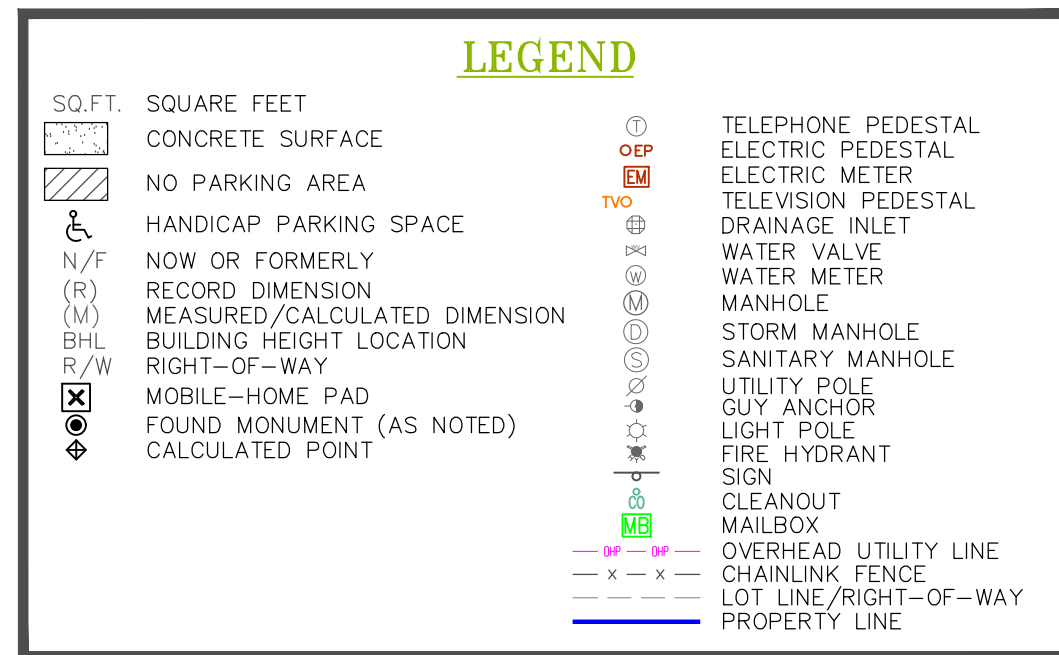 LEGEND
SQ.FT. SQUARE FEET
CONCRETE SURFACE
NO PARKING AREA
HANDICAP PARKING SPACE
N/F NOW OR FORMERLY
(R) RECORD DIMENSION
(M) MEASURED/CALCULATED DIMENSION
BHL BUILDING HEIGHT LOCATION
R/W RIGHT-OF-WAY
MOBILE-HOME PAD
FOUND MONUMENT (AS NOTED)
CALCULATED POINT
T TELEPHONE PEDESTAL
EP ELECTRIC PEDESTAL
EM ELECTRIC METER
TV TELEVISION PEDESTAL
DRAINAGE INLET
WATER VALVE
W WATER METER
M MANHOLE
D STORM MANHOLE
S SANITARY MANHOLE
UTILITY POLE
GUY ANCHOR
LIGHT POLE
FIRE HYDRANT
SIGN
CO CLEANOUT
MB MAILBOX
OHP OHP OVERHEAD UTILITY LINE
X X CHAINLINK FENCE
LOT LINE/RIGHT-OF-WAY
PROPERTY LINE